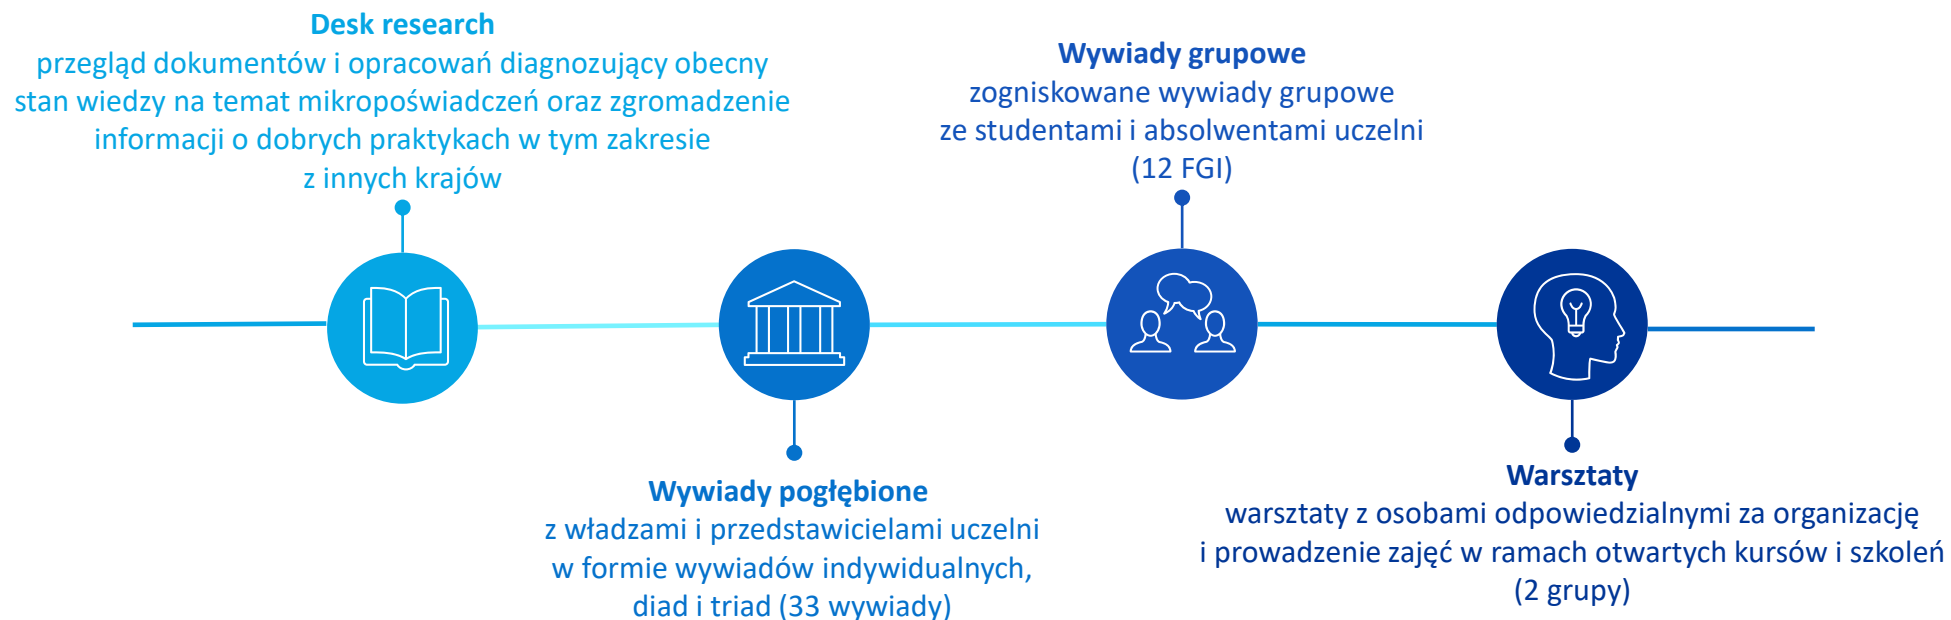 Desk research
przegląd dokumentów i opracowań diagnozujący obecny
stan wiedzy na temat mikropoświadczeń oraz zgromadzenie
informacji o dobrych praktykach w tym zakresie
z innych krajów
Wywiady pogłębione
z władzami i przedstawicielami uczelni
w formie wywiadów indywidualnych,
diad i triad (33 wywiady)
Wywiady grupowe
zogniskowane wywiady grupowe
ze studentami i absolwentami uczelni
(12 FGI)
Warsztaty
warsztaty z osobami odpowiedzialnymi za organizację
i prowadzenie zajęć w ramach otwartych kursów i szkoleń
(2 grupy)